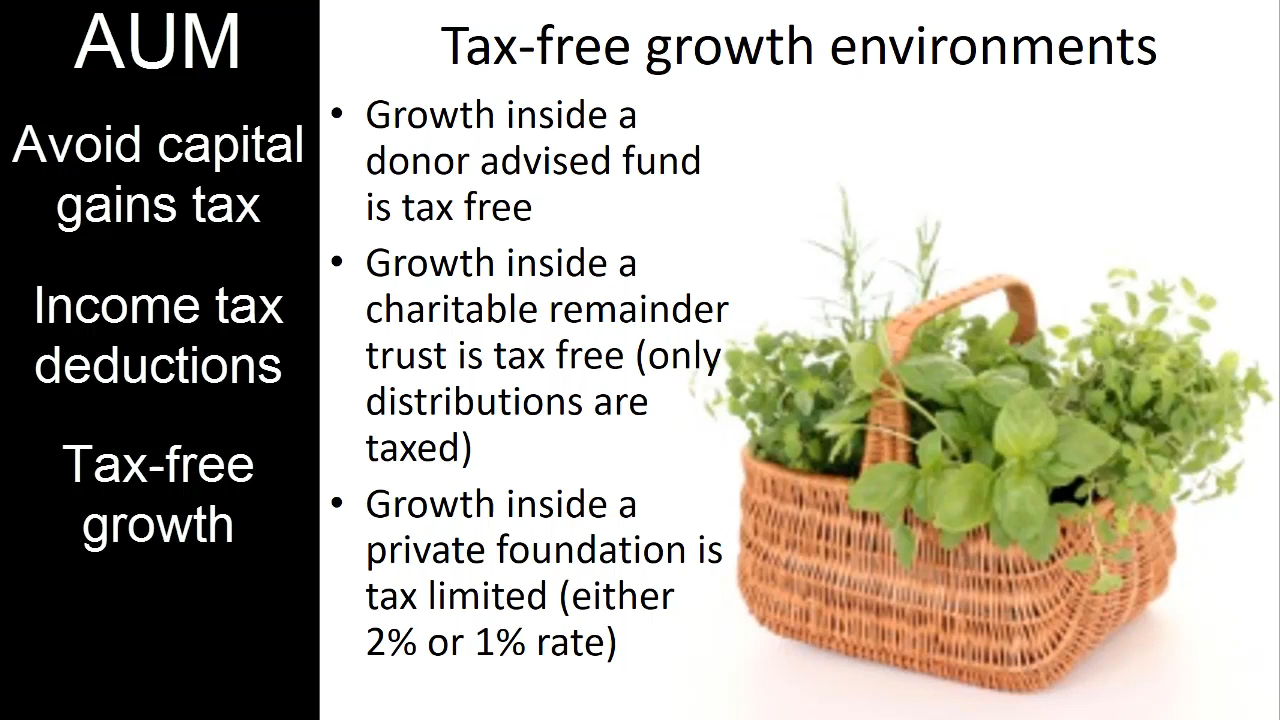 AUM
Avoid capital
gains tax
Income tax
deductions
Tax-free
growth
Tax-free growth environments
• Growth inside a
donor advised fund
is tax free
• Growth inside a
charitable remainder
trust is tax free (only
distributions are
taxed)
• Growth inside a
private foundation is
tax limited (either
2% or 1% rate)